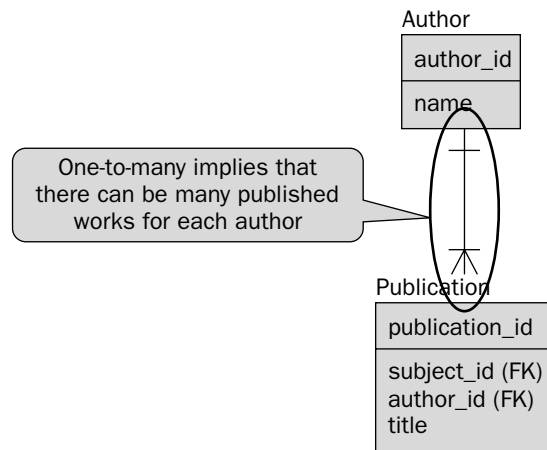 Author
author_id
name
One-to-many implies that
there can be many published
works for each author
Publication
publication_id
subject_id (FK)
author_id (FK)
title